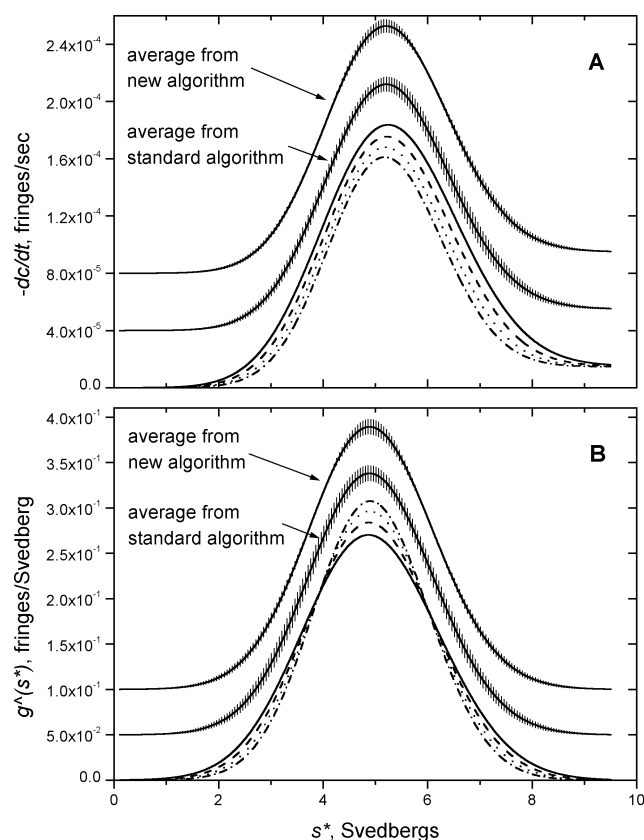 2.4x10-4
2.0x10-4
1.6x10-4
1.2x10-4
8.0x10-5
4.0x10-5
0.0
-dc/dt, fringes/sec
average from
new algorithm
average from
standard algorithm
A
4.0x10-1
3.5x10-1
3.0x10-1
2.5x10-1
2.0x10-1
1.5x10-1
1.0x10-1
5.0x10-2
0.0
g^(s*), fringes/Svedberg
average from
new algorithm
average from
standard algorithm
B
0 2 4 6 8 10
s*, Svedbergs